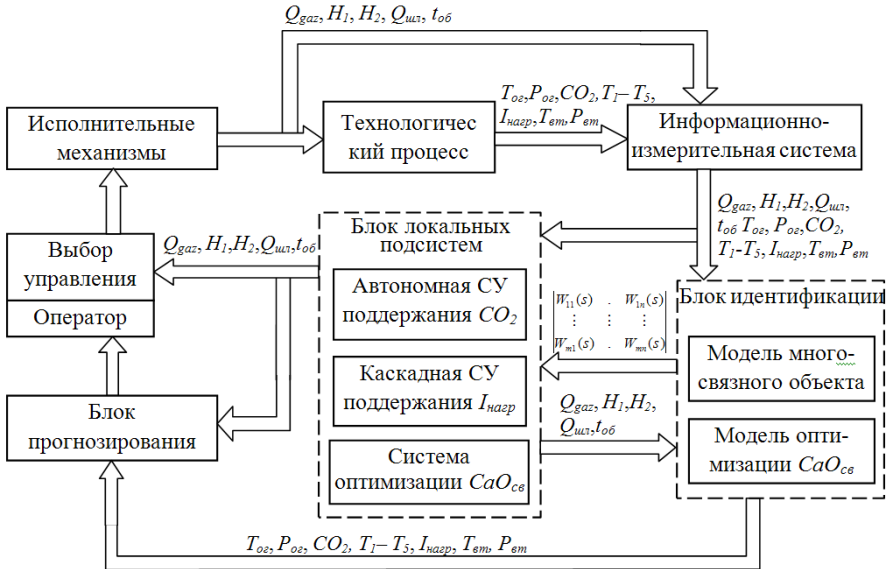 Q_gaz, H_1, H_2, Q_шл, t_об
Исполнительные
механизмы
Технологичес
кий процесс
T_ог,P_ог,CO_2,T_1–T_5,
I_нагр,T_вт,P_вт
Информационно-
измерительная система
Q_gaz, H_1,H_2,Q_шл,
t_об T_ог, P_ог,CO_2,
T_1-T_5, I_нагр,T_вт,P_вт
Выбор
управления
Оператор
Q_gaz, H_1,H_2,Q_шл,t_об
Блок локальных
подсистем
Автономная СУ
поддержания CO_2
Каскадная СУ
поддержания I_нагр
Система
оптимизации CaO_св
W_11(s) . W_1n(s)
⋮ ⋮ ⋮
W_m1(s) . W_mn(s)
Q_gaz, H_1,H_2,
Q_шл,t_об
Блок идентификации
Модель много-
связного объекта
Модель опти-
мизации CaO_св
Блок
прогнозирования
T_ог, P_ог, CO_2, T_1–T_5, I_нагр, T_вт, P_вт